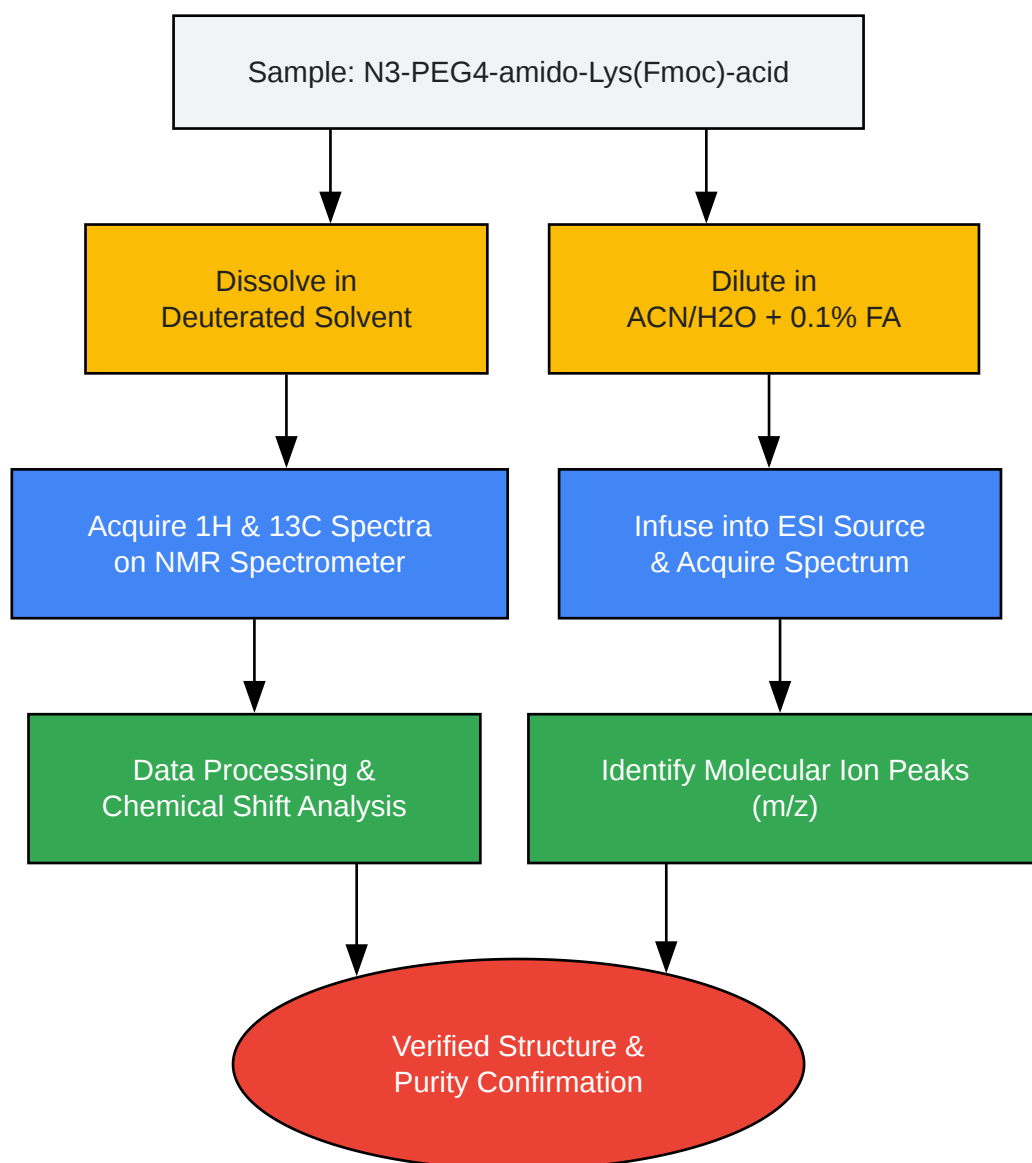 Sample: N3-PEG4-amido-Lys(Fmoc)-acid
Dissolve in
Deuterated Solvent
Dilute in
ACN/H2O + 0.1% FA
Acquire 1H & 13C Spectra
on NMR Spectrometer
Infuse into ESI Source
& Acquire Spectrum
Data Processing &
Chemical Shift Analysis
Identify Molecular Ion Peaks
(m/z)
Verified Structure &
Purity Confirmation